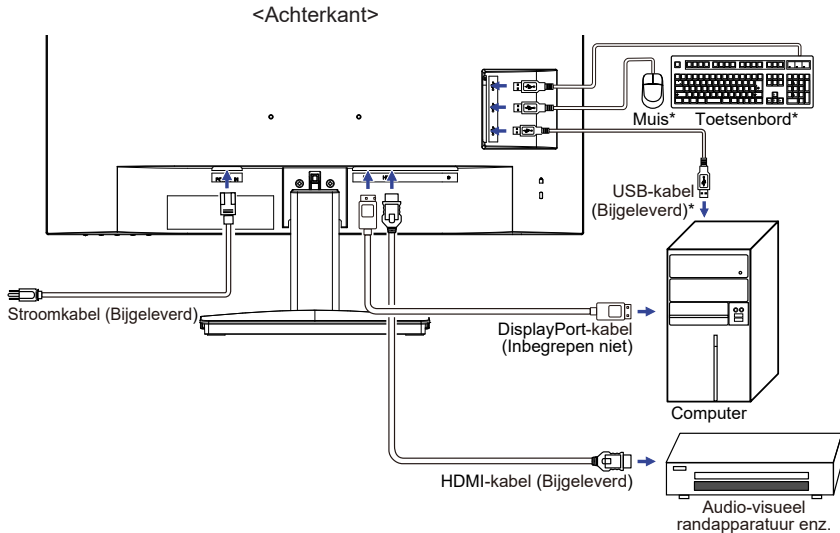 <Achterkant>
Muis*
Toetsenbord*
USB-kabel
(Bijgeleverd)*
Stroomkabel (Bijgeleverd)
DisplayPort-kabel
(Inbegrepen niet)
Computer
HDMI-kabel (Bijgeleverd)
Audio-visueel
randapparatuur enz.